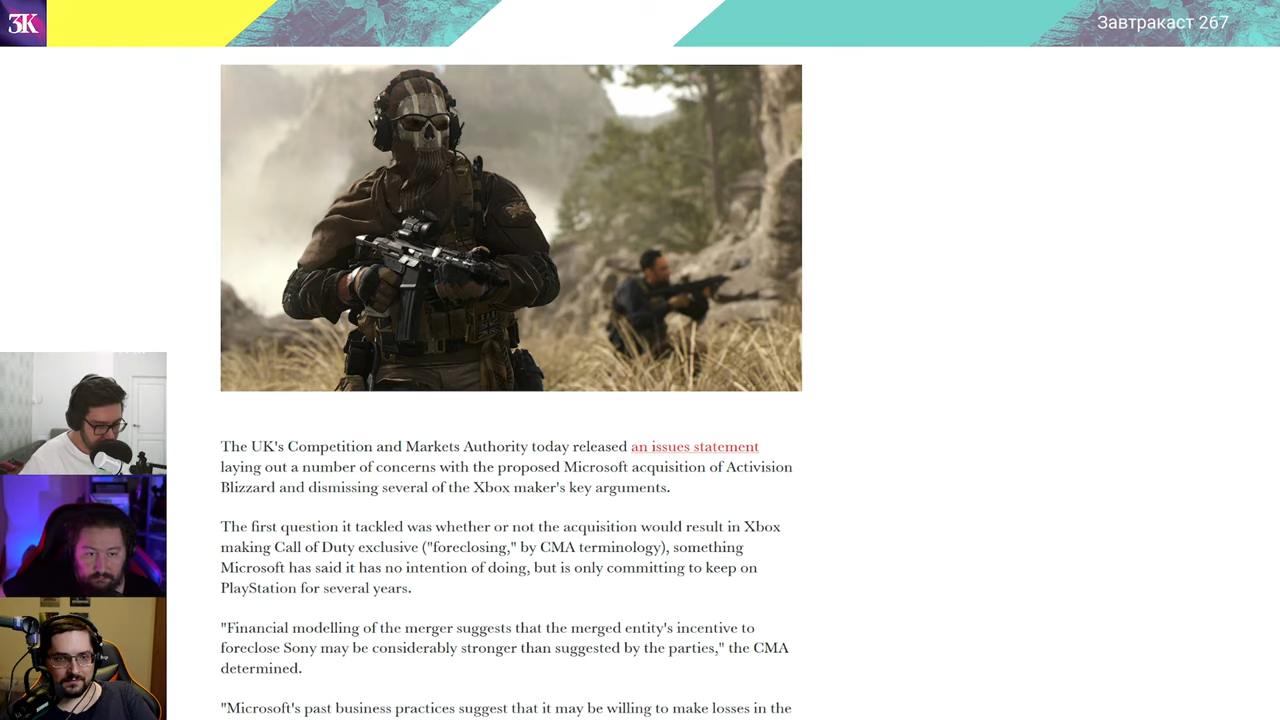 3K
Завтракаст 267
The UK's Competition and Markets Authority today released an issues statement
laying out a number of concerns with the proposed Microsoft acquisition of Activision
Blizzard and dismissing several of the Xbox maker's key arguments.
The first question it tackled was whether or not the acquisition would result in Xbox
making Call of Duty exclusive ("foreclosing," by CMA terminology), something
Microsoft has said it has no intention of doing, but is only committing to keep on
PlayStation for several years.
"Financial modelling of the merger suggests that the merged entity's incentive to
foreclose Sony may be considerably stronger than suggested by the parties," the CMA
determined.
"Microsoft's past business practices suggest that it may be willing to make losses in the